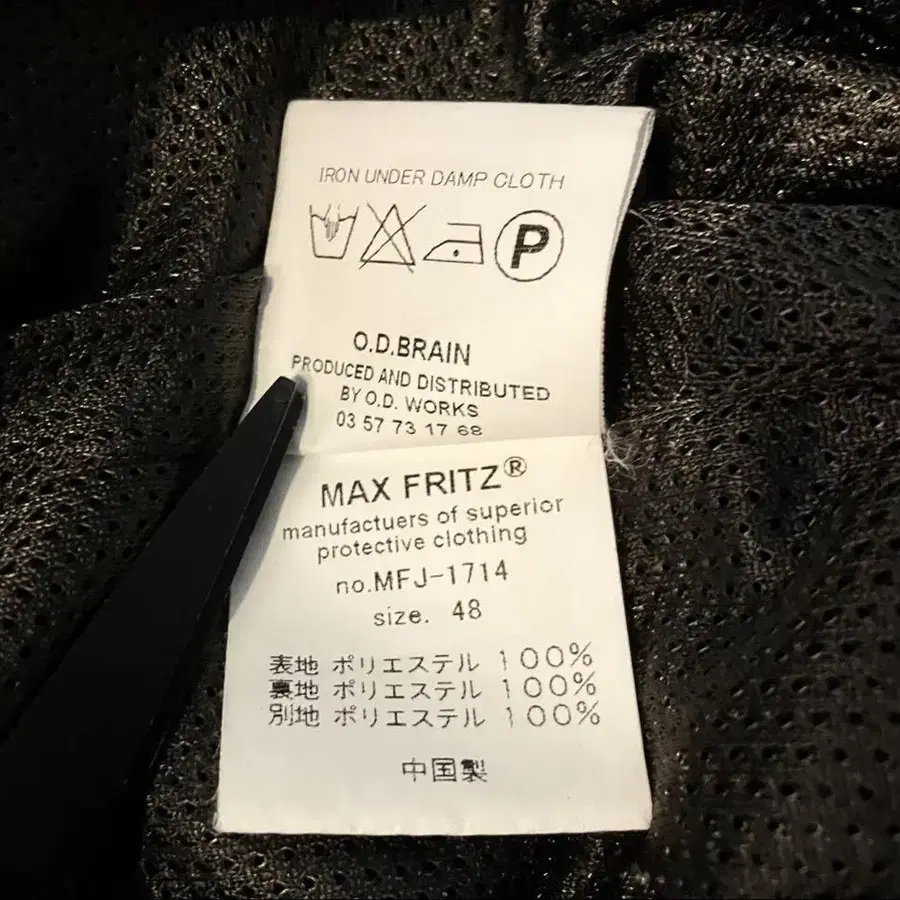 IRON UNDER DAMP CLOTH
P
O.D.BRAIN
PRODUCED AND DISTRIBUTED
BY O.D. WORKS
03 57 73 17 68
MAX FRITZ®
manufactuers of superior
protective clothing
no.MFJ-1714
size. 48
表地 ポリエステル 100%
裏地 ポリエステル 100%
別地 ポリエステル 100%
中国製